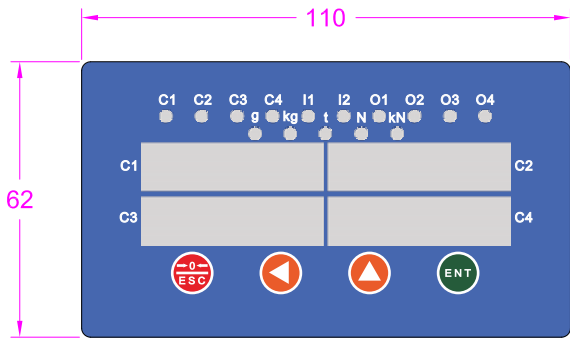 110
62
C1 C2 C3 C4 I1 I2 O1 O2 O3 O4
g kg t N kN
C1 C2
C3 C4
→0← ENT
ESC